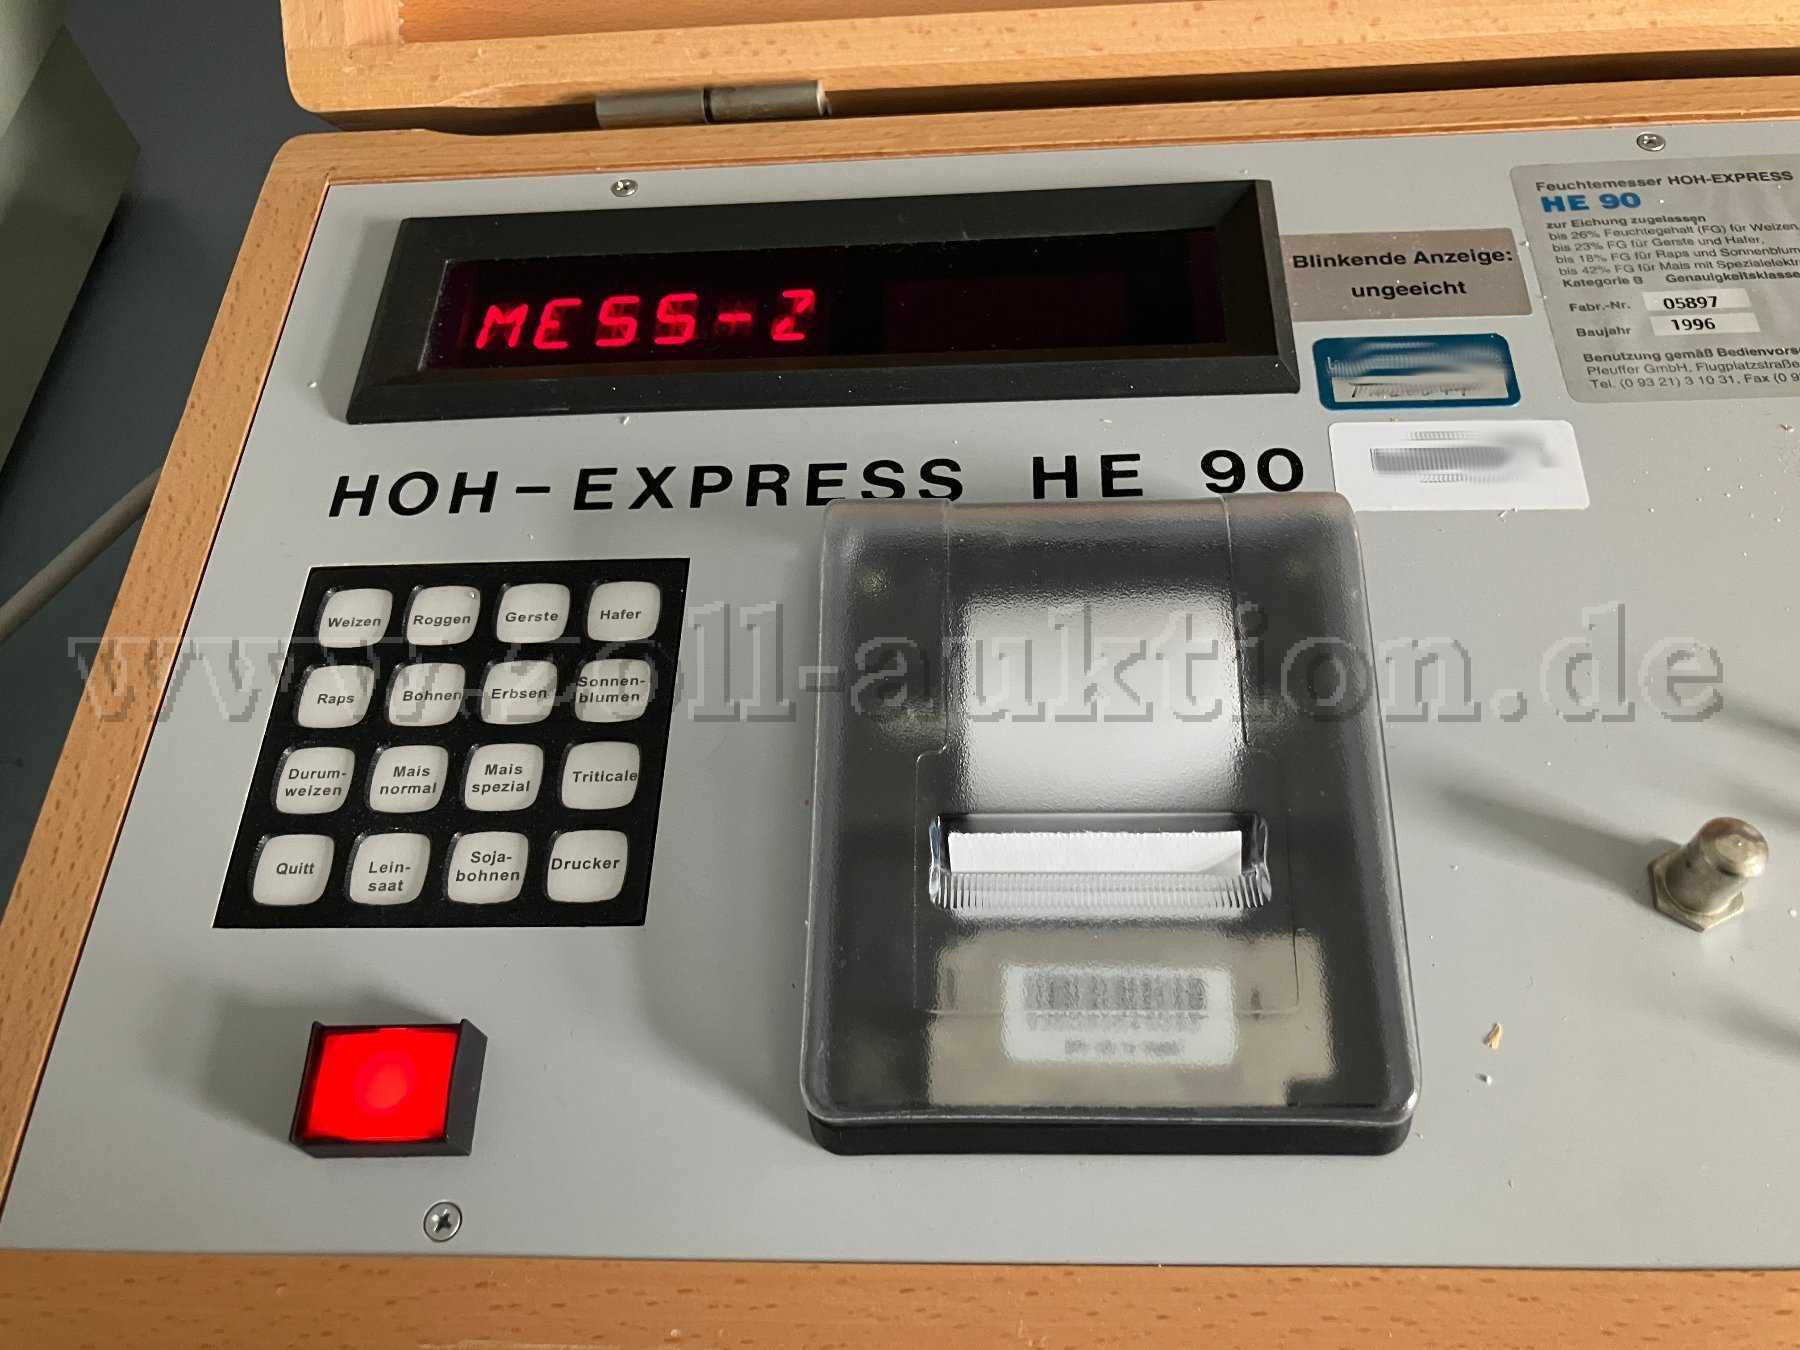 MESS-Z
Feuchtemesser HOH-EXPRESS
HE 90
zur Eichung zugelassen
bis 26% Feuchtegehalt (FG) für Weizen,
bis 23% FG für Gerste und Hafer,
bis 18% FG für Raps und Sonnenblum
bis 42% FG für Mais mit Spezialelektr
Kategorie B Genauigkeitsklasse
Fabr.-Nr. 05897
Baujahr 1996
Benutzung gemäß Bedienvorsc
Pfeuffer GmbH, Flugplatzstraße
Tel. (0 93 21) 3 10 31, Fax (0 9
Blinkende Anzeige:
ungeeicht
HOH-EXPRESS HE 90
Weizen Roggen Gerste Hafer
Raps Bohnen Erbsen Sonnen-
blumen
Durum-
weizen
Mais
normal
Mais
spezial
Triticale
Quitt
Lein-
saat
Soja-
bohnen
Drucker
www.zoll-auktion.de